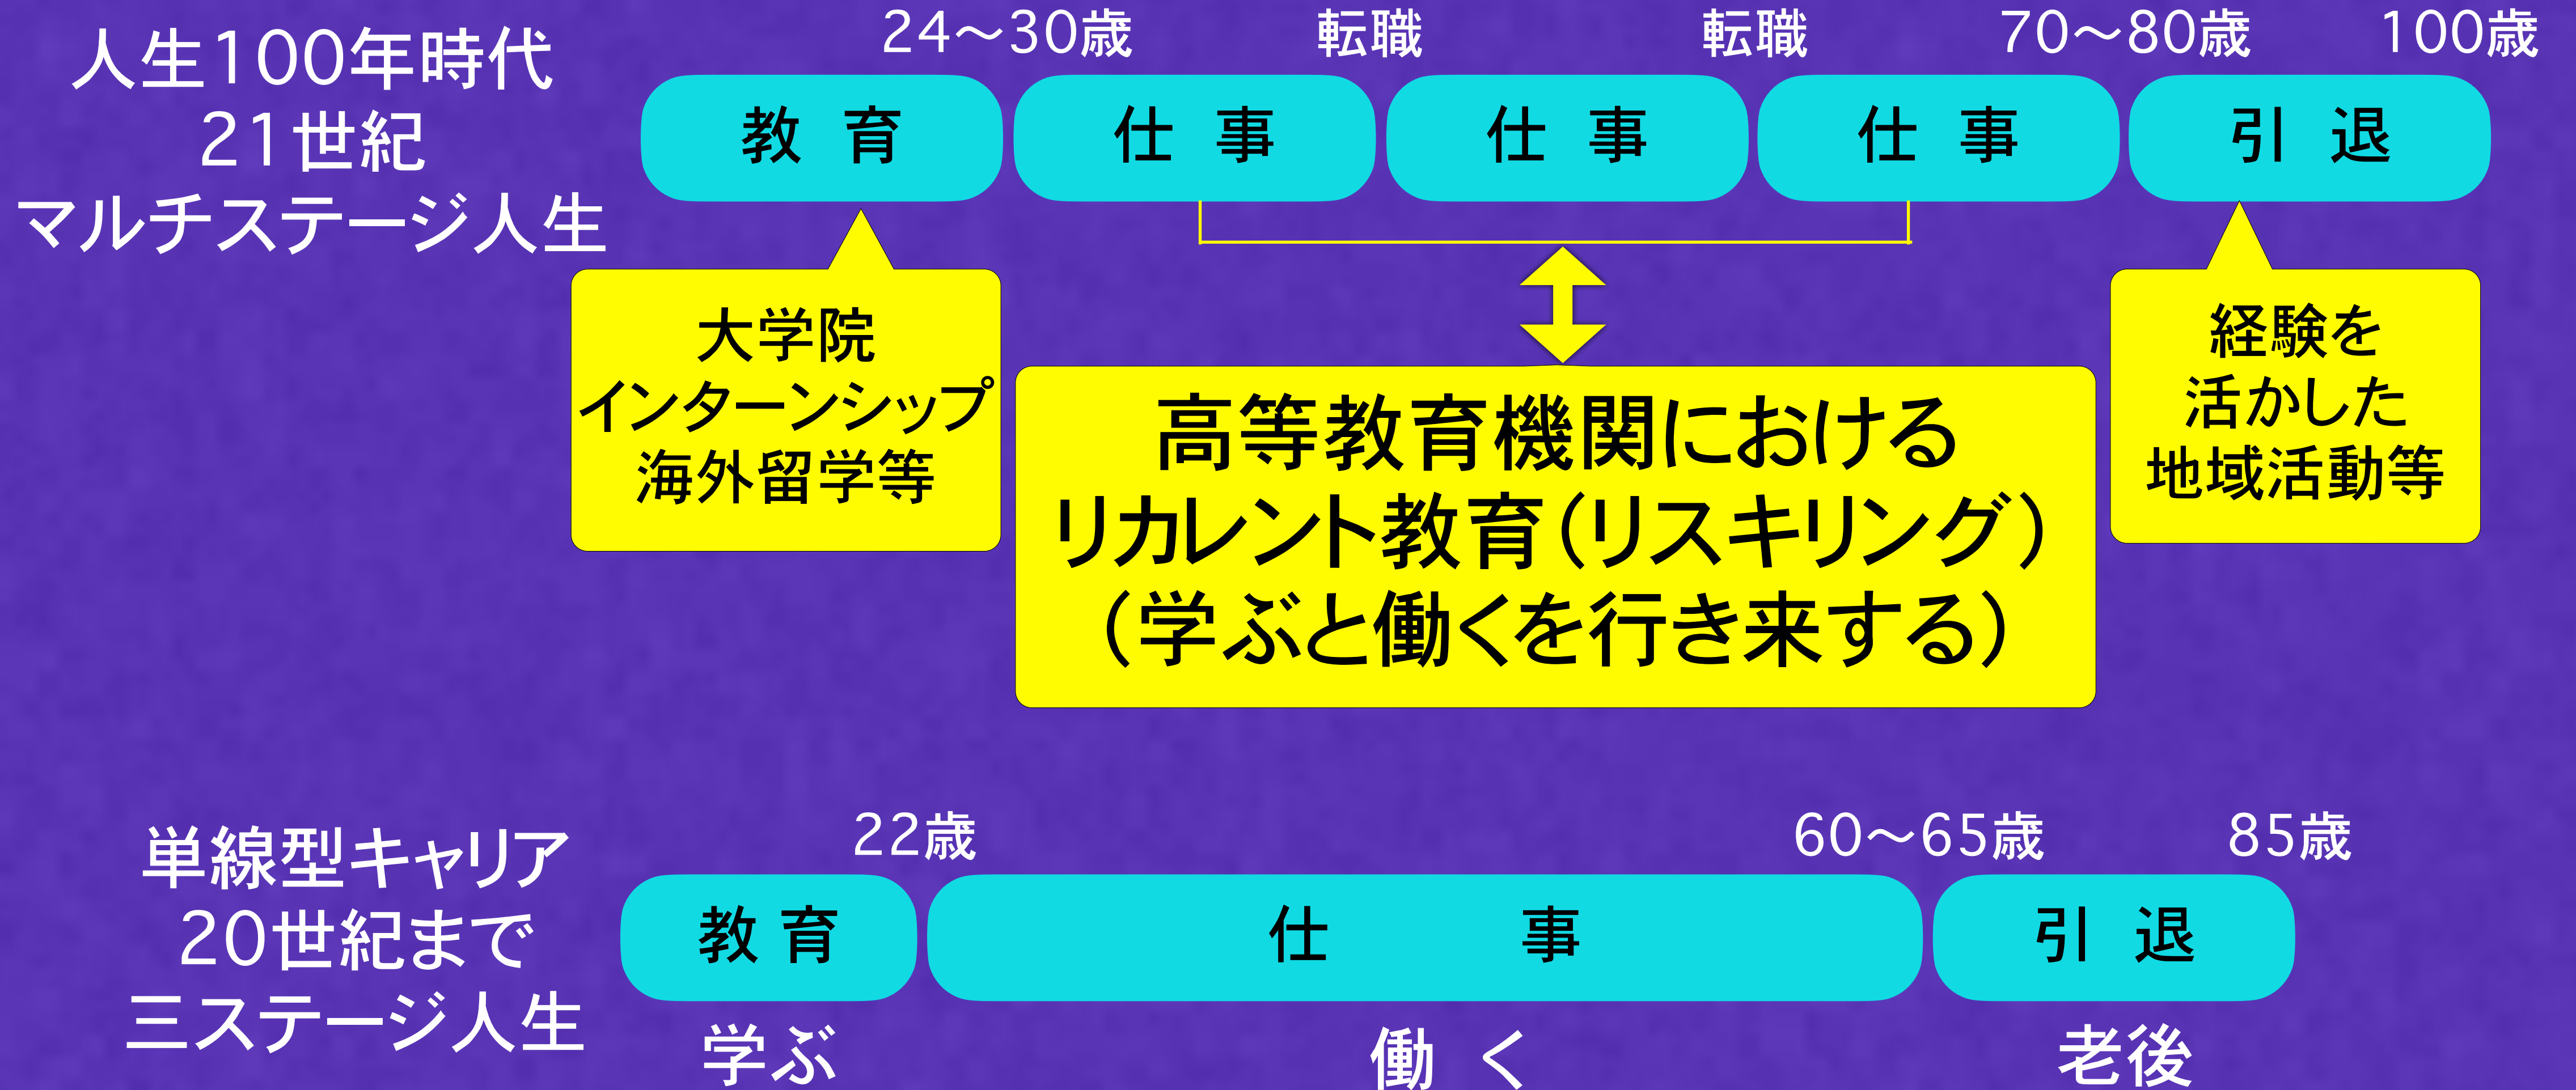 人生100年時代
21世紀
マルチステージ人生
24〜30歳 転職 転職 70〜80歳 100歳
教 育 仕 事 仕 事 仕 事 引 退
大学院
インターンシップ
海外留学等
高等教育機関における
リカレント教育(リスキリング)
(学ぶと働くを行き来する)
経験を
活かした
地域活動等
単線型キャリア
20世紀まで
三ステージ人生
22歳 60〜65歳 85歳
教 育 仕 事 引 退
学ぶ 働 く 老後